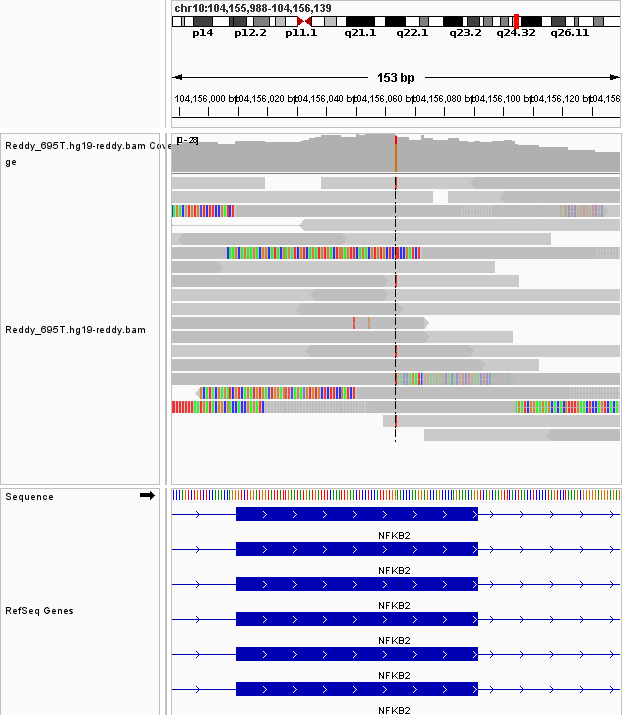 chr10:104,155,988-104,156,139
p14 p12.2 p11.1 q21.1 q22.1 q23.2 q24.32 q26.11
153 bp
104,156,000 bp 104,156,020 bp 104,156,040 bp 104,156,060 bp 104,156,080 bp 104,156,100 bp 104,156,120 bp 104,156
Reddy_695T.hg19-reddy.bam Cove
ge
[0 - 28]
Reddy_695T.hg19-reddy.bam
Sequence
NFKB2
NFKB2
NFKB2
RefSeq Genes
NFKB2
NFKB2
NFKB2